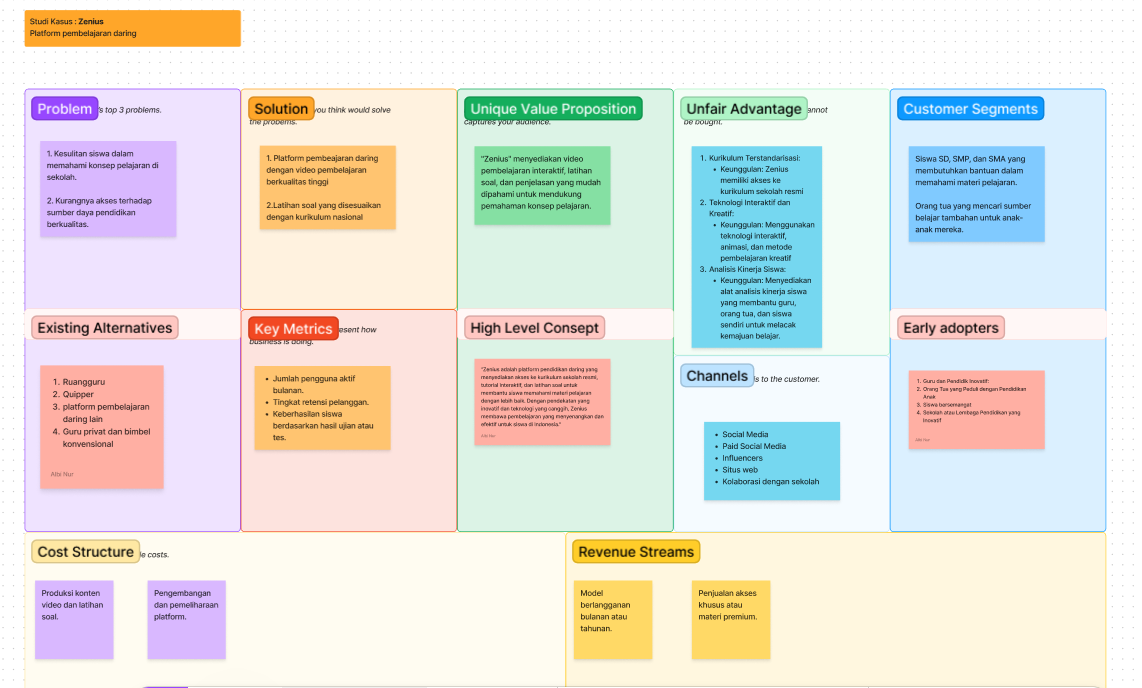 Studi Kasus : Zenius
Platform pembelajaran daring
Problem
's top 3 problems.
1. Kesulitan siswa dalam
memahami konsep pelajaran di
sekolah.
2. Kurangnya akses terhadap
sumber daya pendidikan
berkualitas.
Solution
you think would solve
the problems.
1. Platform pembeajaran daring
dengan video pembelajaran
berkualitas tinggi
2.Latihan soal yang disesuaikan
dengan kurikulum nasional
Unique Value Proposition
captures your audience.
"Zenius" menyediakan video
pembelajaran interaktif, latihan
soal, dan penjelasan yang mudah
dipahami untuk mendukung
pemahaman konsep pelajaran.
Unfair Advantage
annot
be bought.
1. Kurikulum Terstandarisasi:
• Keunggulan: Zenius
memiliki akses ke
kurikulum sekolah resmi
2. Teknologi Interaktif dan
Kreatif:
• Keunggulan: Menggunakan
teknologi interaktif,
animasi, dan metode
pembelajaran kreatif
3. Analisis Kinerja Siswa:
• Keunggulan: Menyediakan
alat analisis kinerja siswa
yang membantu guru,
orang tua, dan siswa
sendiri untuk melacak
kemajuan belajar.
Customer Segments
Siswa SD, SMP, dan SMA yang
membutuhkan bantuan dalam
memahami materi pelajaran.
Orang tua yang mencari sumber
belajar tambahan untuk anak-
anak mereka.
Existing Alternatives
1. Ruangguru
2. Quipper
3. platform pembelajaran
daring lain
4. Guru privat dan bimbel
konvensional
Key Metrics
esent how
business is doing.
• Jumlah pengguna aktif
bulanan.
• Tingkat retensi pelanggan.
• Keberhasilan siswa
berdasarkan hasil ujian atau
tes.
High Level Consept
"Zenius adalah platform pendidikan daring yang
menyediakan akses ke kurikulum sekolah resmi,
tutorial interaktif, dan latihan soal untuk
membantu siswa memahami materi pelajaran
dengan lebih baik. Dengan pendekatan yang
inovatif dan teknologi yang canggih, Zenius
membawa pembelajaran yang menyenangkan dan
efektif untuk siswa di Indonesia."
Channels
s to the customer.
• Social Media
• Paid Social Media
• Influencers
• Situs web
• Kolaborasi dengan sekolah
Early adopters
1. Guru dan Pendidik Inovatif:
2. Orang Tua yang Peduli dengan Pendidikan
Anak
3. Siswa bersemangat
4. Sekolah atau Lembaga Pendidikan yang
Inovatif
Cost Structure
e costs.
Produksi konten
video dan latihan
soal.
Pengembangan
dan pemeliharaan
platform.
Revenue Streams
Model
berlangganan
bulanan atau
tahunan.
Penjualan akses
khusus atau
materi premium.